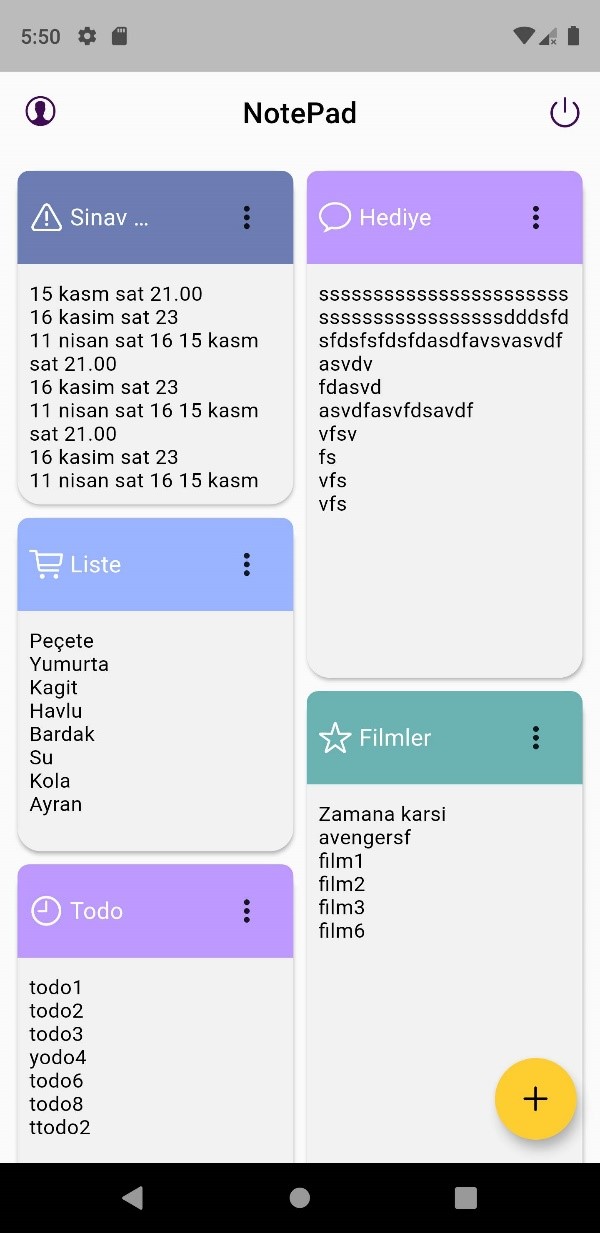 5:50
NotePad
Sinav ...
15 kasm sat 21.00
16 kasim sat 23
11 nisan sat 16 15 kasm
sat 21.00
16 kasim sat 23
11 nisan sat 16 15 kasm
sat 21.00
16 kasim sat 23
11 nisan sat 16 15 kasm
Hediye
sssssssssssssssssssssss
sssssssssssssssssdddsfd
sfdsfsfdsfdasdfavsvasvdf
asvdv
fdasvd
asvdfasvfdsavdf
vfsv
fs
vfs
vfs
Liste
Peçete
Yumurta
Kagit
Havlu
Bardak
Su
Kola
Ayran
Filmler
Zamana karsi
avengersf
film1
film2
film3
film6
Todo
todo1
todo2
todo3
yodo4
todo6
todo8
ttodo2